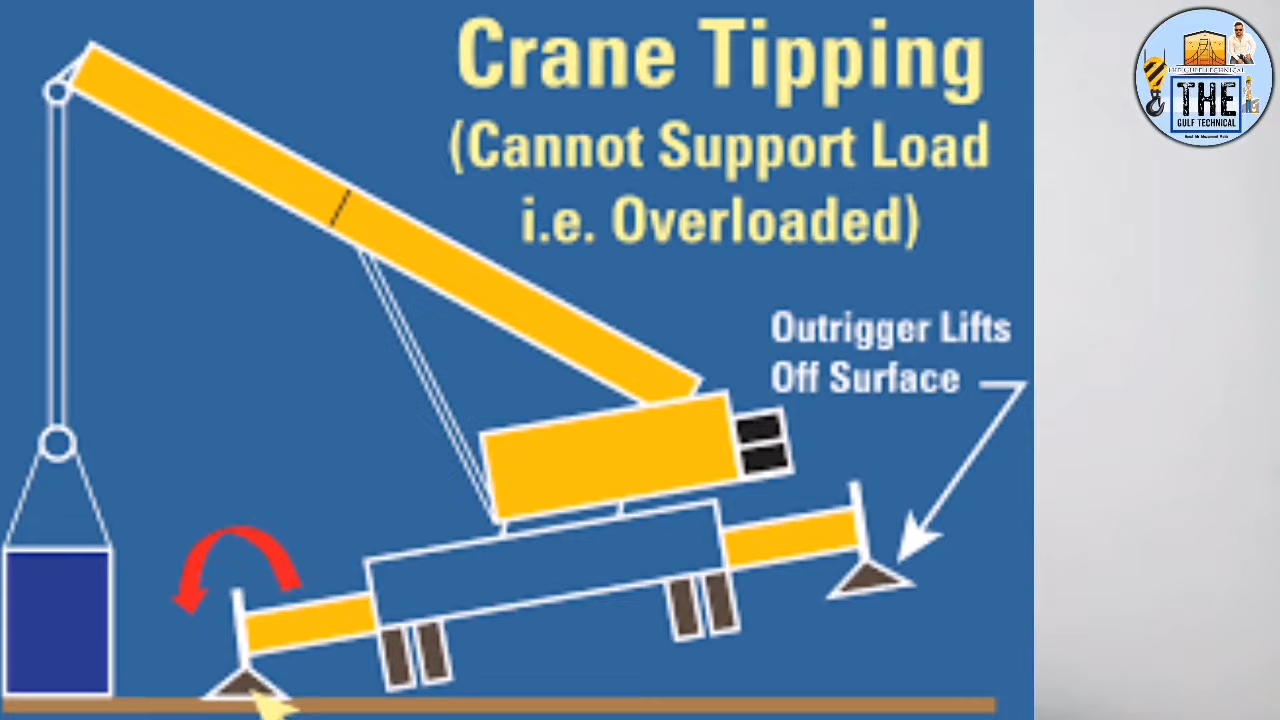 Crane Tipping
(Cannot Support Load
i.e. Overloaded)
Outrigger Lifts
Off Surface
THE
GULF TECHNICAL